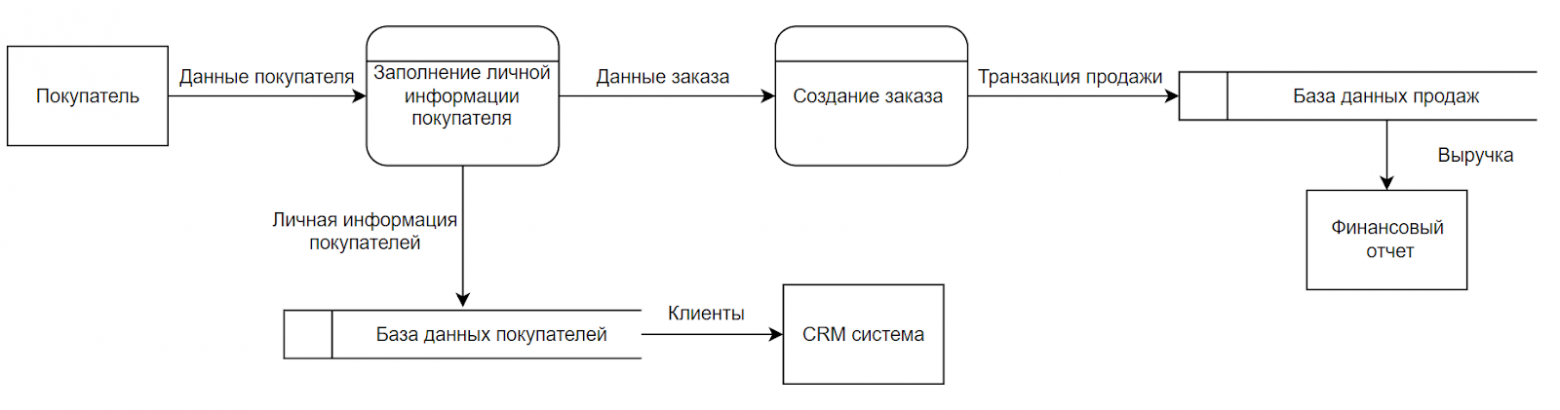 Покупатель
Данные покупателя
Заполнение личной
информации
покупателя
Данные заказа
Создание заказа
Транзакция продажи
База данных продаж
Выручка
Финансовый
отчет
Личная информация
покупателей
База данных покупателей
Клиенты
CRM система